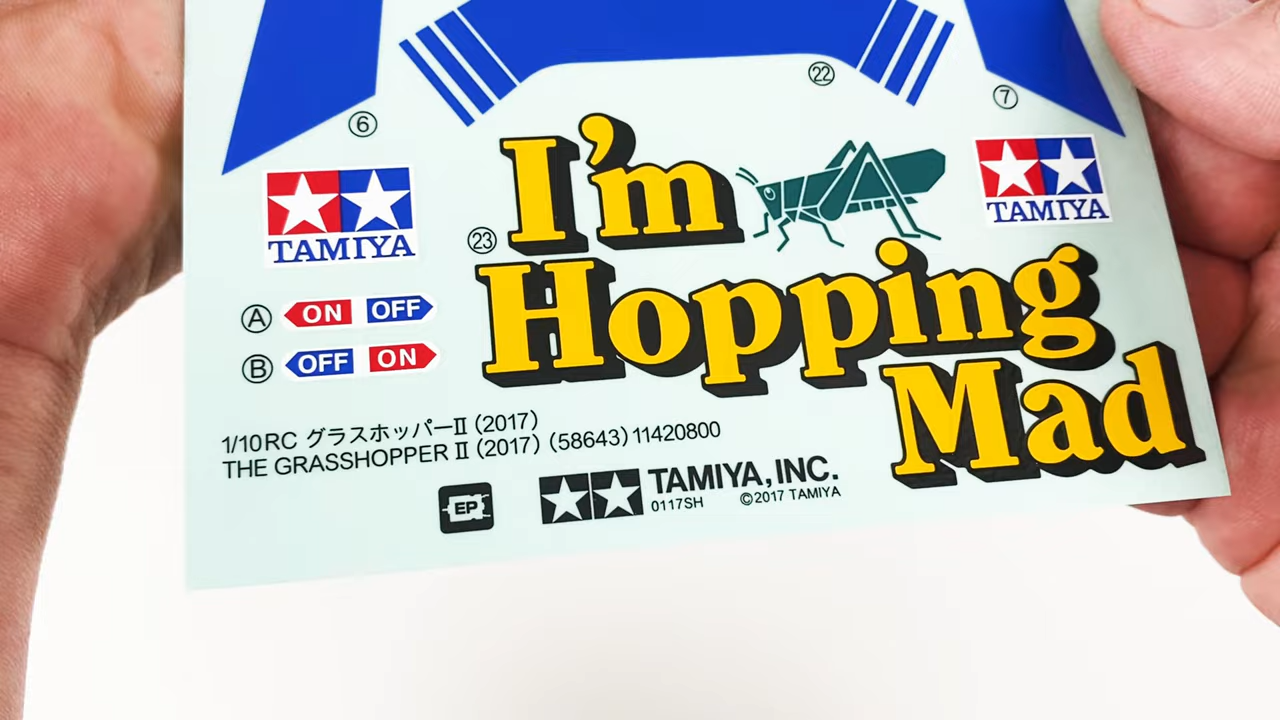 6
22
7
TAMIYA
23
I'm
Hopping
Mad
TAMIYA
A ON OFF
B OFF ON
1/10RC グラスホッパーII (2017)
THE GRASSHOPPER II (2017) (58643) 11420800
EP
TAMIYA, INC.
0117SH ©2017 TAMIYA